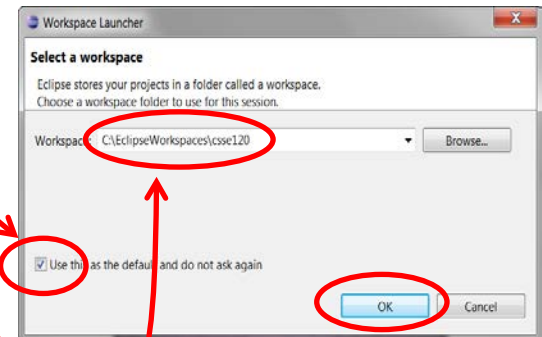 Workspace Launcher
Select a workspace
Eclipse stores your projects in a folder called a workspace.
Choose a workspace folder to use for this session.
Workspace: C:\EclipseWorkspaces\csse120 Browse...
Use this as the default and do not ask again
OK Cancel